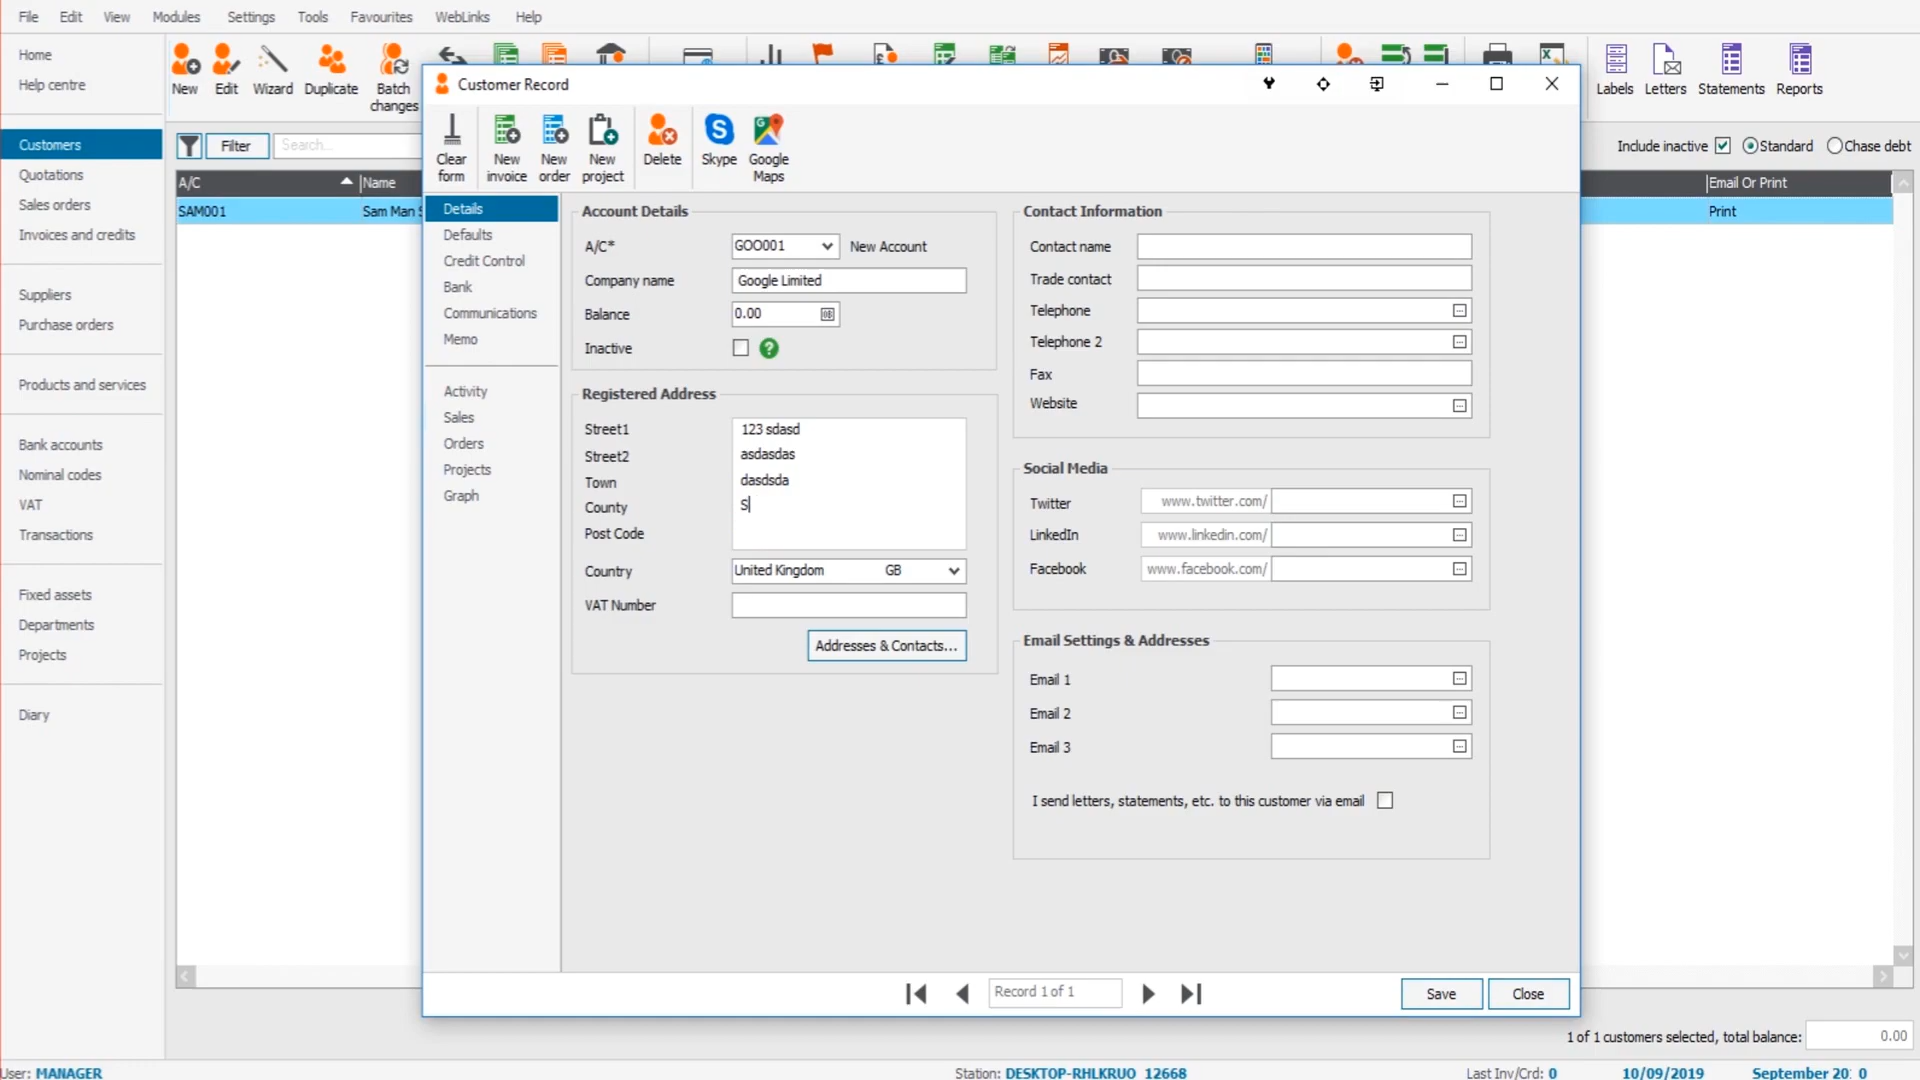 File Edit View Modules Settings Tools Favourites WebLinks Help
Home
Help centre
Customers
Quotations
Sales orders
Invoices and credits
Suppliers
Purchase orders
Products and services
Bank accounts
Nominal codes
VAT
Transactions
Fixed assets
Departments
Projects
Diary
New Edit Wizard Duplicate Batch changes
Labels Letters Statements Reports
Filter Search...
Include inactive Standard Chase debt
A/C Name Email Or Print
SAM001 Sam Man S Print
Customer Record
Clear form
New invoice
New order
New project
Delete
Skype
Google Maps
Details
Defaults
Credit Control
Bank
Communications
Memo
Activity
Sales
Orders
Projects
Graph
Account Details
A/C* GOO001 New Account
Company name Google Limited
Balance 0.00
Inactive
Registered Address
Street1 123 sdasd
Street2 asdasdas
Town dasdsda
County S
Post Code
Country United Kingdom GB
VAT Number
Addresses & Contacts...
Contact Information
Contact name
Trade contact
Telephone
Telephone 2
Fax
Website
Social Media
Twitter www.twitter.com/
LinkedIn www.linkedin.com/
Facebook www.facebook.com/
Email Settings & Addresses
Email 1
Email 2
Email 3
I send letters, statements, etc. to this customer via email
Record 1 of 1
Save Close
1 of 1 customers selected, total balance: 0.00
User: MANAGER Station: DESKTOP-RHLKRUO_12668 Last Inv/Crd: 0 10/09/2019 September 20 0